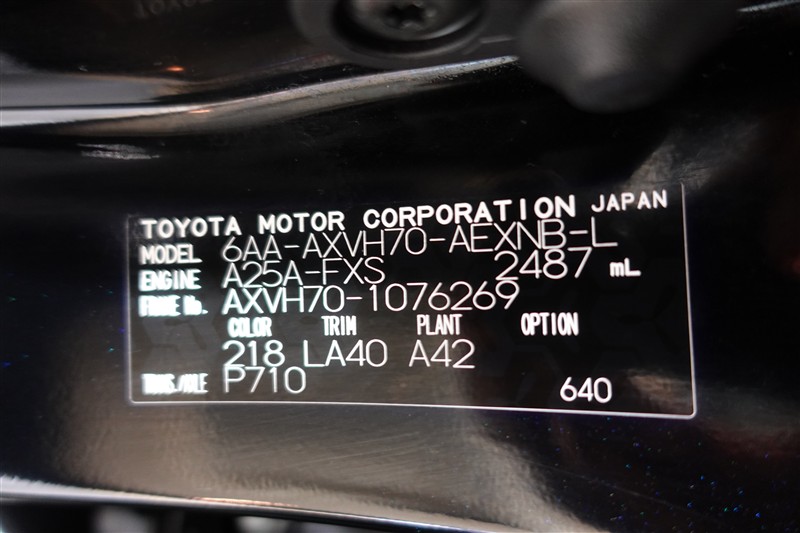 TOYOTA MOTOR CORPORATION JAPAN
MODEL 6AA-AXVH70-AEXNB-L
ENGINE A25A-FXS 2487 mL
FRAME No. AXVH70-1076269
COLOR TRIM PLANT OPTION
218 LA40 A42
TRANS./AXLE P710 640